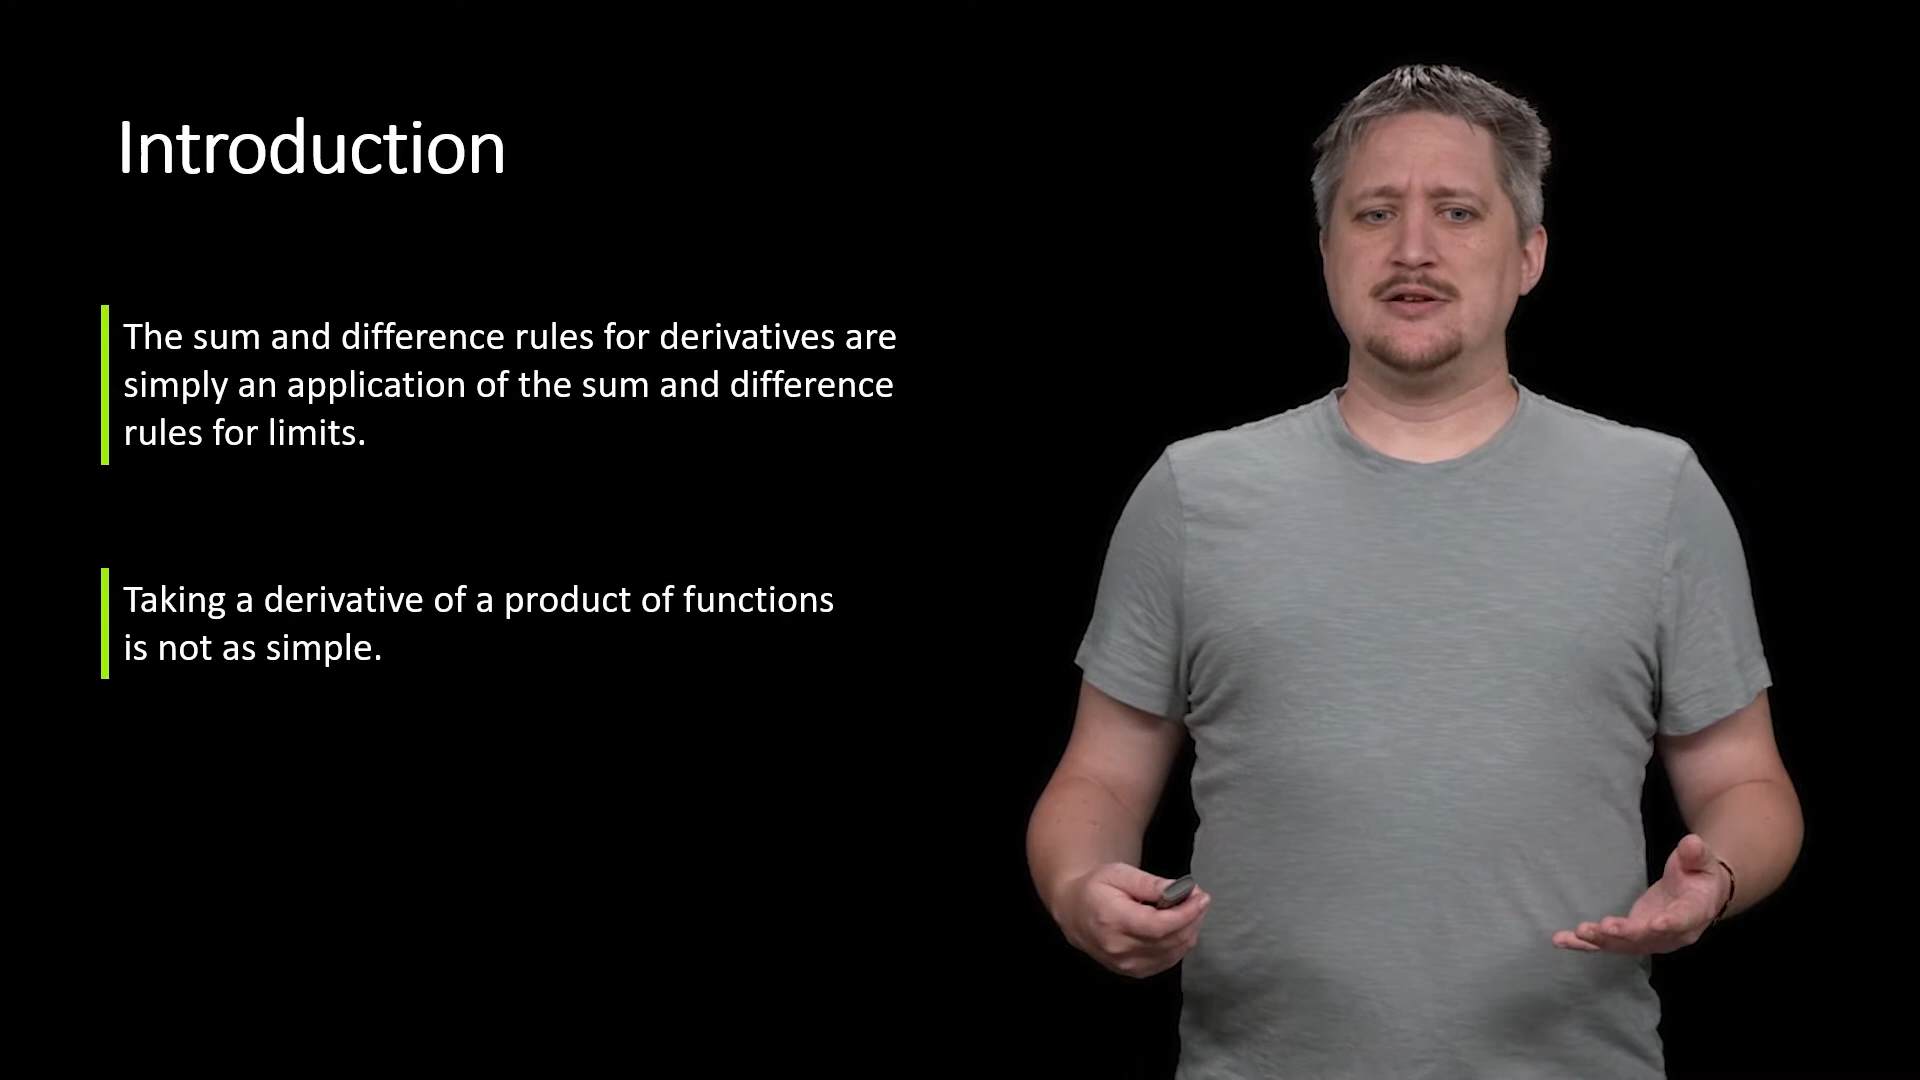 Introduction
The sum and difference rules for derivatives are
simply an application of the sum and difference
rules for limits.
Taking a derivative of a product of functions
is not as simple.